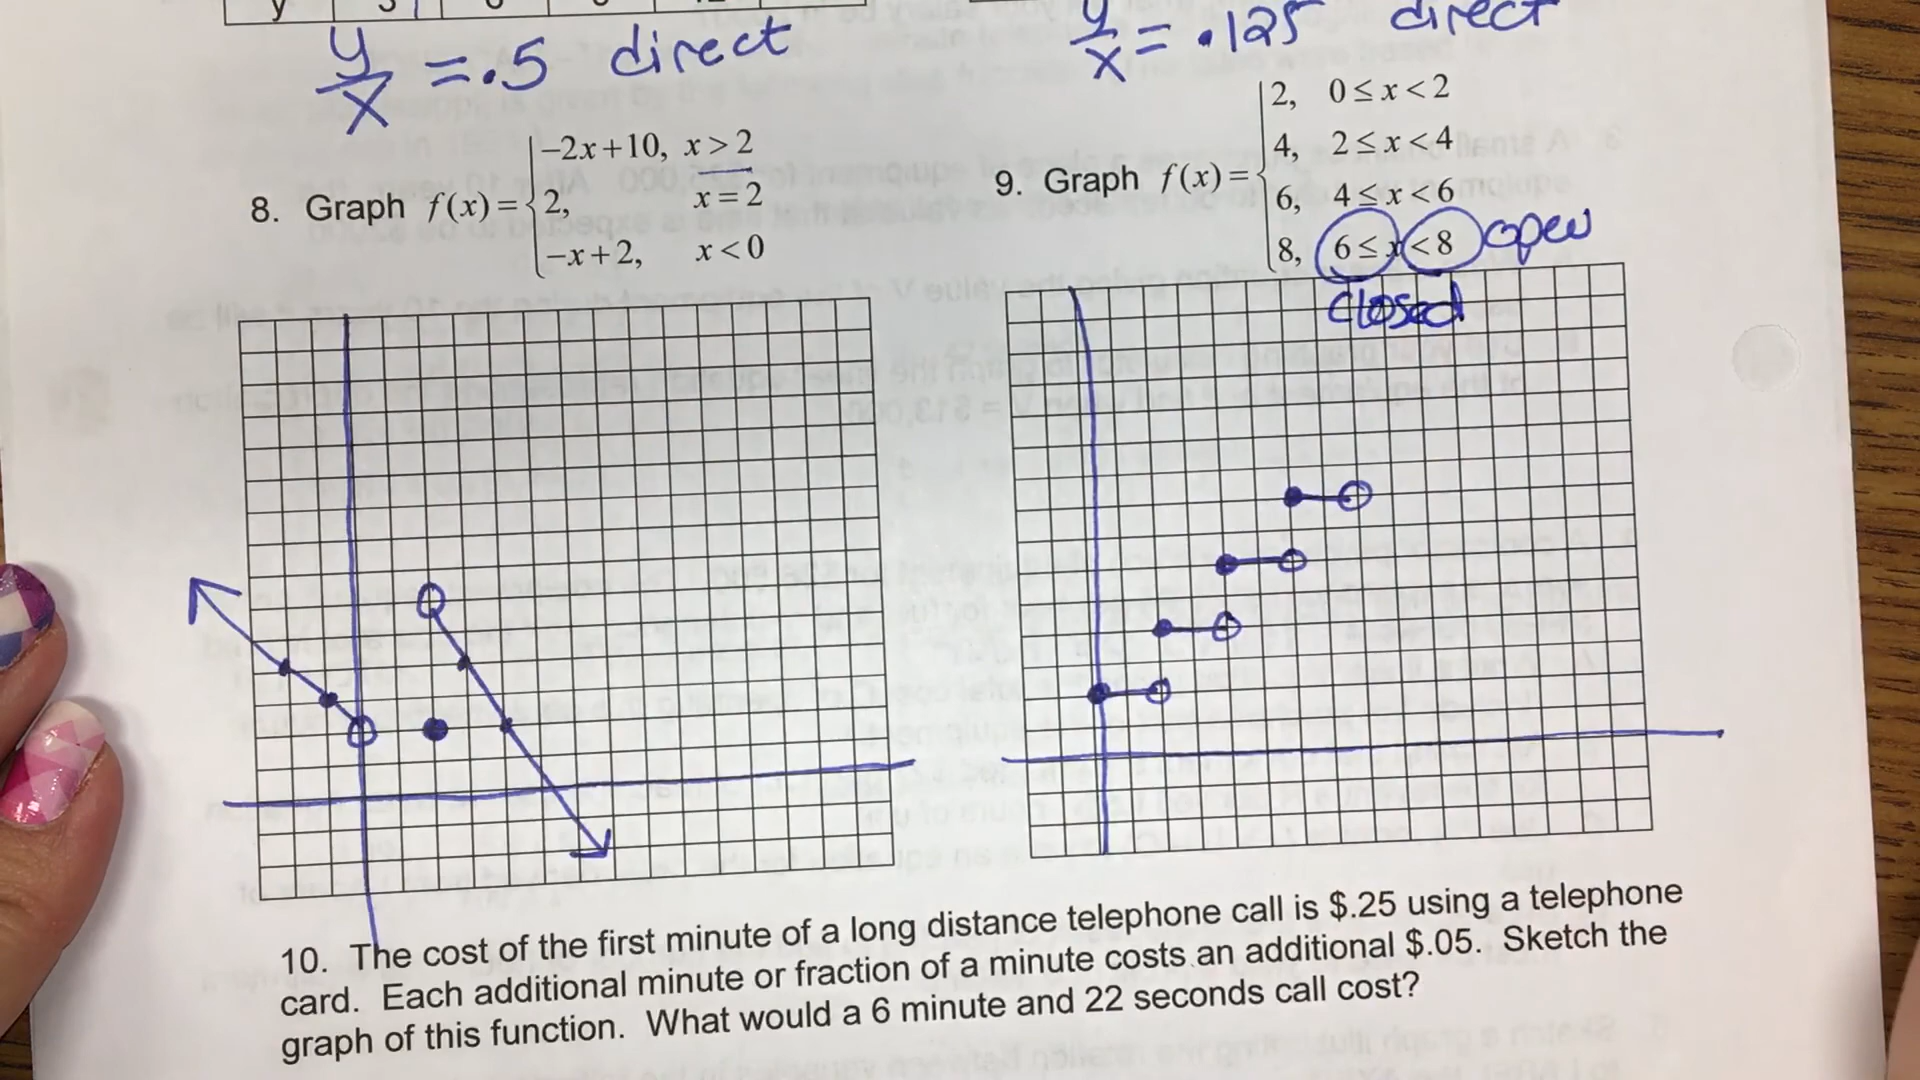 y 3
y/x = .5 direct
y/x = .125 direct
8. Graph f(x) = { -2x+10, x > 2
2, x = 2
-x+2, x < 0
9. Graph f(x) = { 2, 0 ≤ x < 2
4, 2 ≤ x < 4
6, 4 ≤ x < 6
8, 6 ≤ x < 8 open
closed
10. The cost of the first minute of a long distance telephone call is $.25 using a telephone
card. Each additional minute or fraction of a minute costs an additional $.05. Sketch the
graph of this function. What would a 6 minute and 22 seconds call cost?